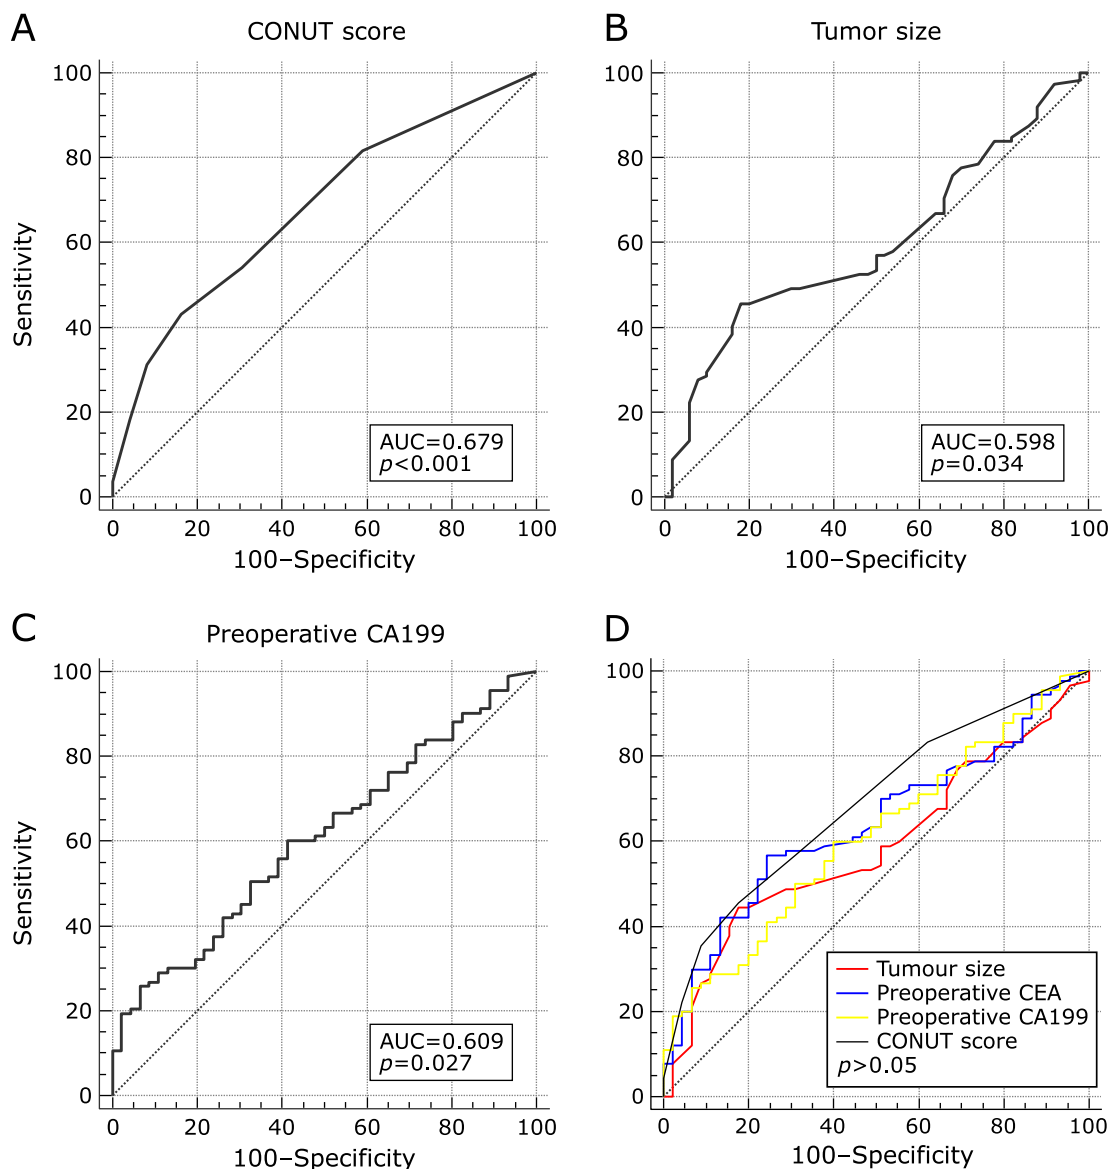 A
CONUT score
100
80
60
40
20
0
Sensitivity
AUC=0.679
p<0.001
0 20 40 60 80 100
100–Specificity
B
Tumor size
100
80
60
40
20
0
AUC=0.598
p=0.034
0 20 40 60 80 100
100–Specificity
C
Preoperative CA199
100
80
60
40
20
0
Sensitivity
AUC=0.609
p=0.027
0 20 40 60 80 100
100–Specificity
D
100
80
60
40
20
0
Tumour size
Preoperative CEA
Preoperative CA199
CONUT score
p>0.05
0 20 40 60 80 100
100–Specificity